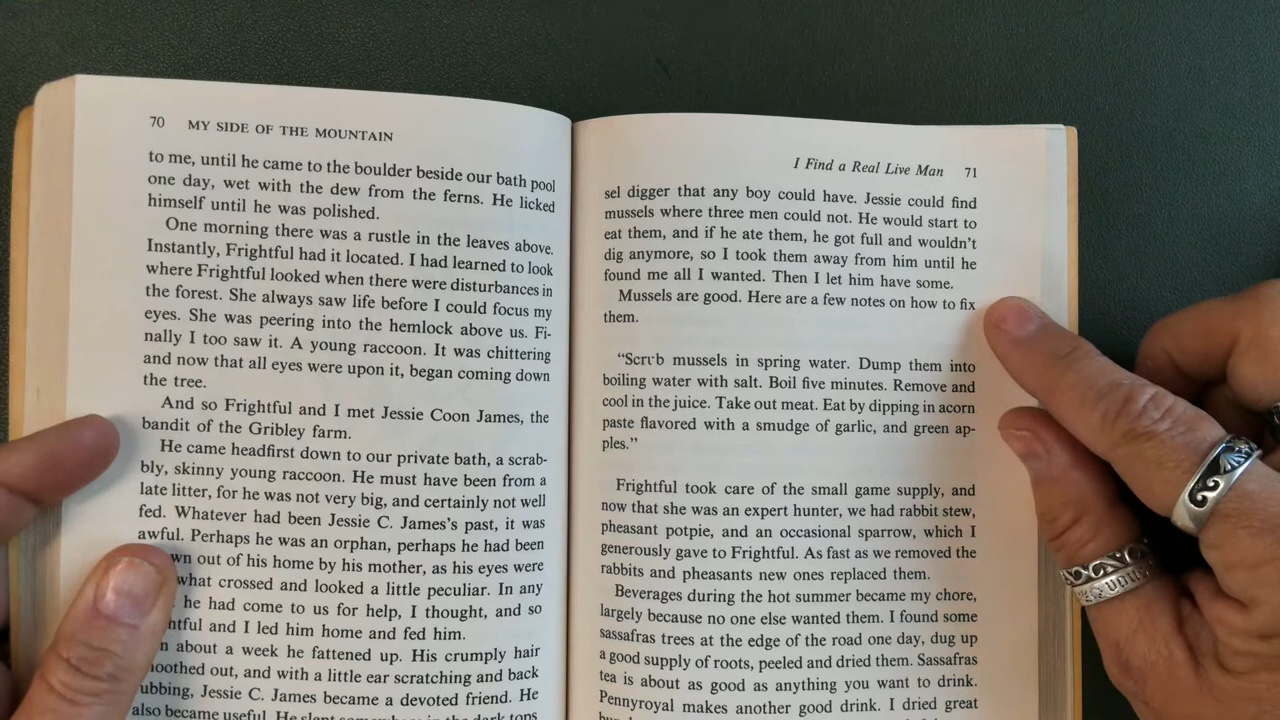 70 MY SIDE OF THE MOUNTAIN
to me, until he came to the boulder beside our bath pool
one day, wet with the dew from the ferns. He licked
himself until he was polished.
One morning there was a rustle in the leaves above.
Instantly, Frightful had it located. I had learned to look
where Frightful looked when there were disturbances in
the forest. She always saw life before I could focus my
eyes. She was peering into the hemlock above us. Fi-
nally I too saw it. A young raccoon. It was chittering
and now that all eyes were upon it, began coming down
the tree.
And so Frightful and I met Jessie Coon James, the
bandit of the Gribley farm.
He came headfirst down to our private bath, a scrab-
bly, skinny young raccoon. He must have been from a
late litter, for he was not very big, and certainly not well
fed. Whatever had been Jessie C. James's past, it was
awful. Perhaps he was an orphan, perhaps he had been
wn out of his home by his mother, as his eyes were
what crossed and looked a little peculiar. In any
he had come to us for help, I thought, and so
htful and I led him home and fed him.
n about a week he fattened up. His crumply hair
oothed out, and with a little ear scratching and back
ubbing, Jessie C. James became a devoted friend. He
also became useful. He slept somewhere in the dark tops
I Find a Real Live Man 71
sel digger that any boy could have. Jessie could find
mussels where three men could not. He would start to
eat them, and if he ate them, he got full and wouldn't
dig anymore, so I took them away from him until he
found me all I wanted. Then I let him have some.
Mussels are good. Here are a few notes on how to fix
them.
"Scrub mussels in spring water. Dump them into
boiling water with salt. Boil five minutes. Remove and
cool in the juice. Take out meat. Eat by dipping in acorn
paste flavored with a smudge of garlic, and green ap-
ples."
Frightful took care of the small game supply, and
now that she was an expert hunter, we had rabbit stew,
pheasant potpie, and an occasional sparrow, which I
generously gave to Frightful. As fast as we removed the
rabbits and pheasants new ones replaced them.
Beverages during the hot summer became my chore,
largely because no one else wanted them. I found some
sassafras trees at the edge of the road one day, dug up
a good supply of roots, peeled and dried them. Sassafras
tea is about as good as anything you want to drink.
Pennyroyal makes another good drink. I dried great